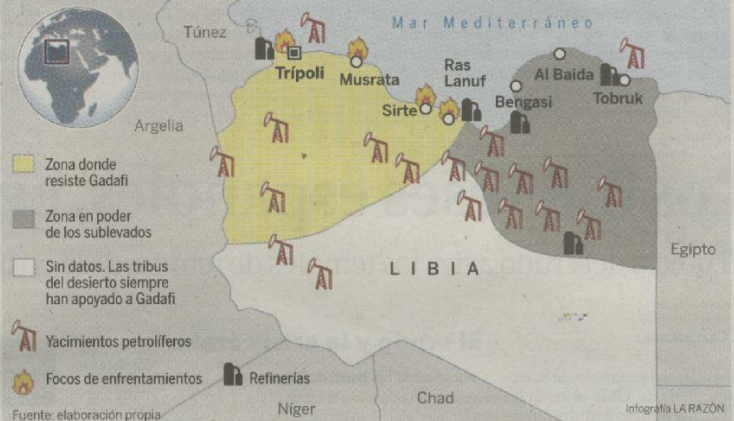 Mar Mediterráneo
Túnez
Trípoli
Musrata
Ras
Lanuf
Sirte
Bengasi
Al Baida
Tobruk
Argelia
Zona donde
resiste Gadafi
Zona en poder
de los sublevados
Sin datos. Las tribus
del desierto siempre
han apoyado a Gadafi
LIBIA
Egipto
Yacimientos petrolíferos
Focos de enfrentamientos
Refinerías
Fuente: elaboración propia
Níger
Chad
Infografía LA RAZÓN